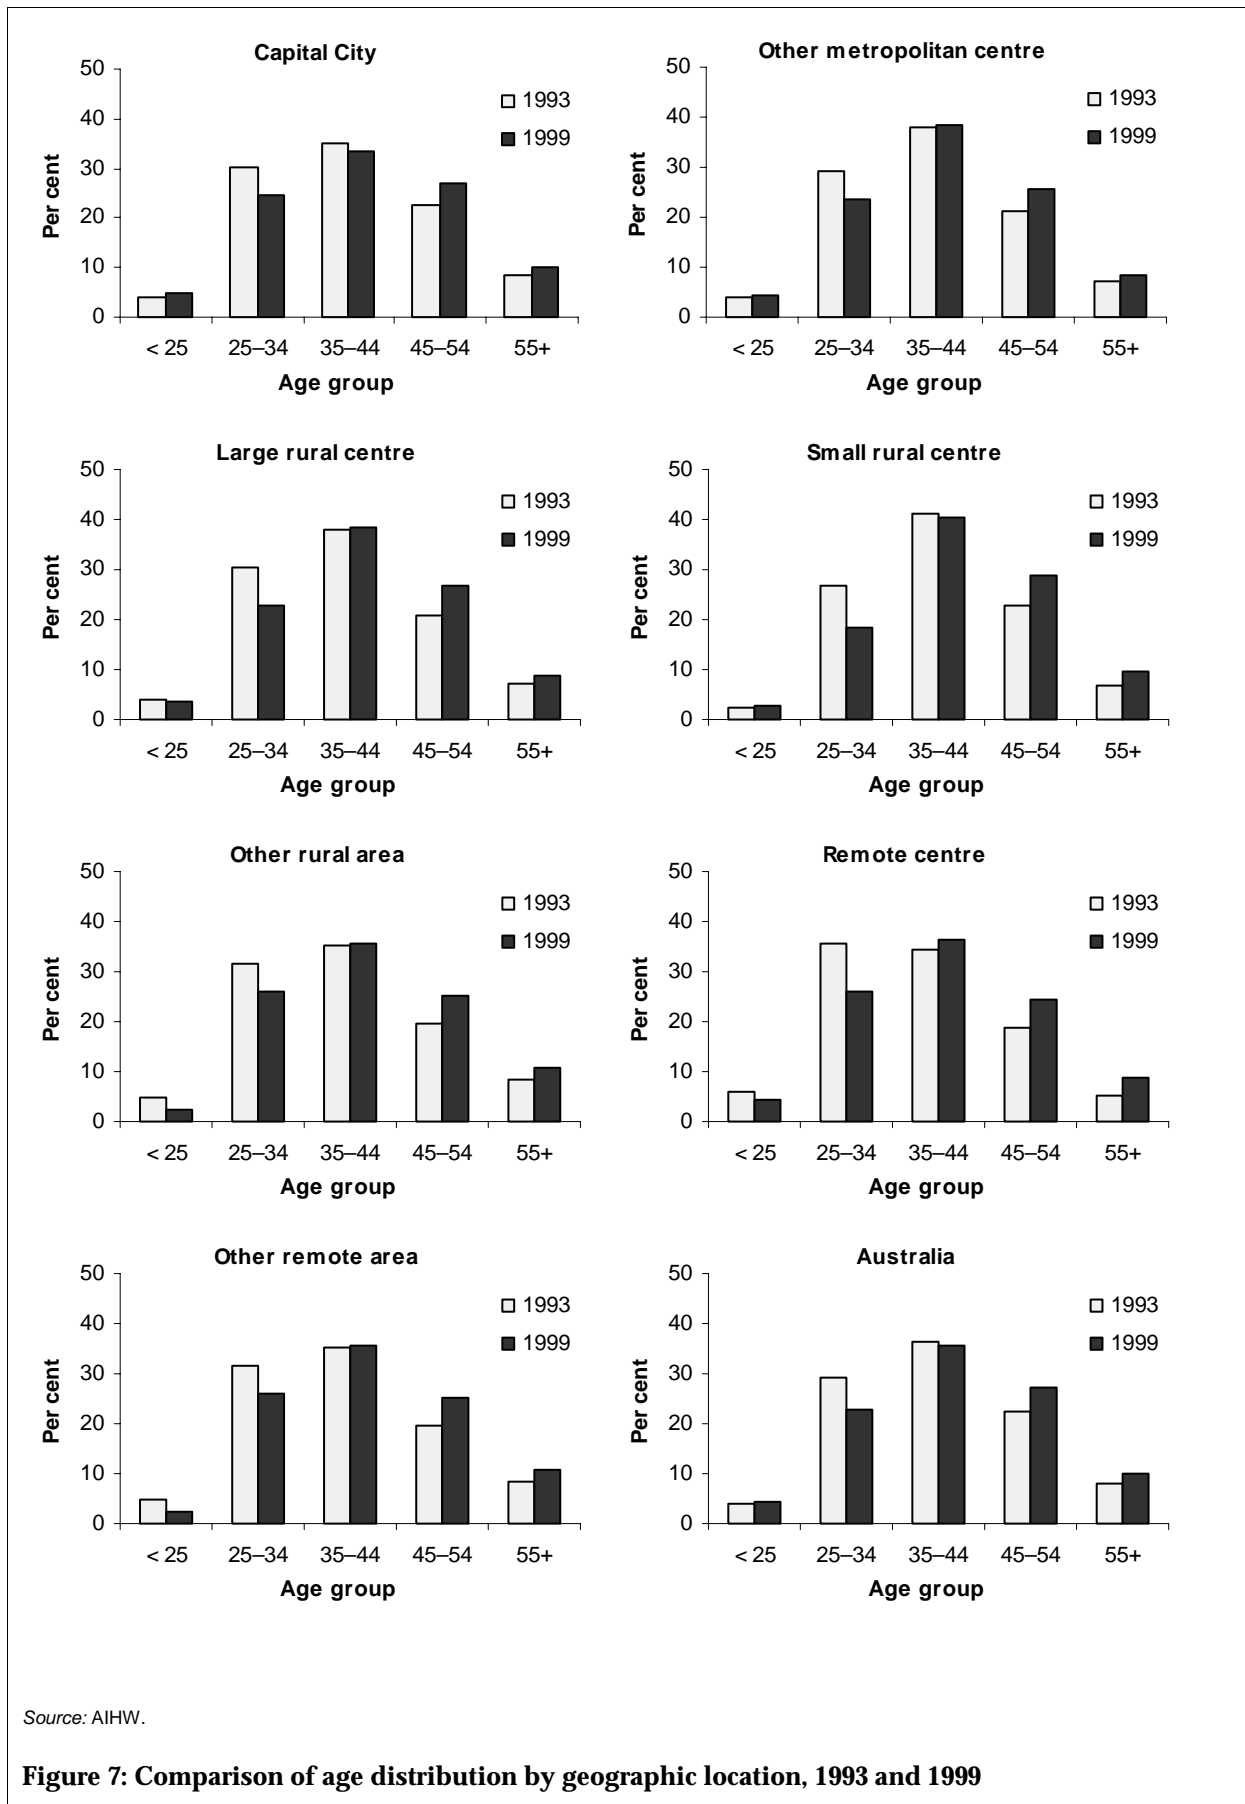 Capital City
50
40
30
20
10
0
Per cent
1993
1999
< 25 25–34 35–44 45–54 55+
Age group
Other metropolitan centre
50
40
30
20
10
0
Per cent
1993
1999
< 25 25–34 35–44 45–54 55+
Age group
Large rural centre
50
40
30
20
10
0
Per cent
1993
1999
< 25 25–34 35–44 45–54 55+
Age group
Small rural centre
50
40
30
20
10
0
Per cent
1993
1999
< 25 25–34 35–44 45–54 55+
Age group
Other rural area
50
40
30
20
10
0
Per cent
1993
1999
< 25 25–34 35–44 45–54 55+
Age group
Remote centre
50
40
30
20
10
0
Per cent
1993
1999
< 25 25–34 35–44 45–54 55+
Age group
Other remote area
50
40
30
20
10
0
Per cent
1993
1999
< 25 25–34 35–44 45–54 55+
Age group
Australia
50
40
30
20
10
0
Per cent
1993
1999
< 25 25–34 35–44 45–54 55+
Age group
Source: AIHW.
Figure 7: Comparison of age distribution by geographic location, 1993 and 1999